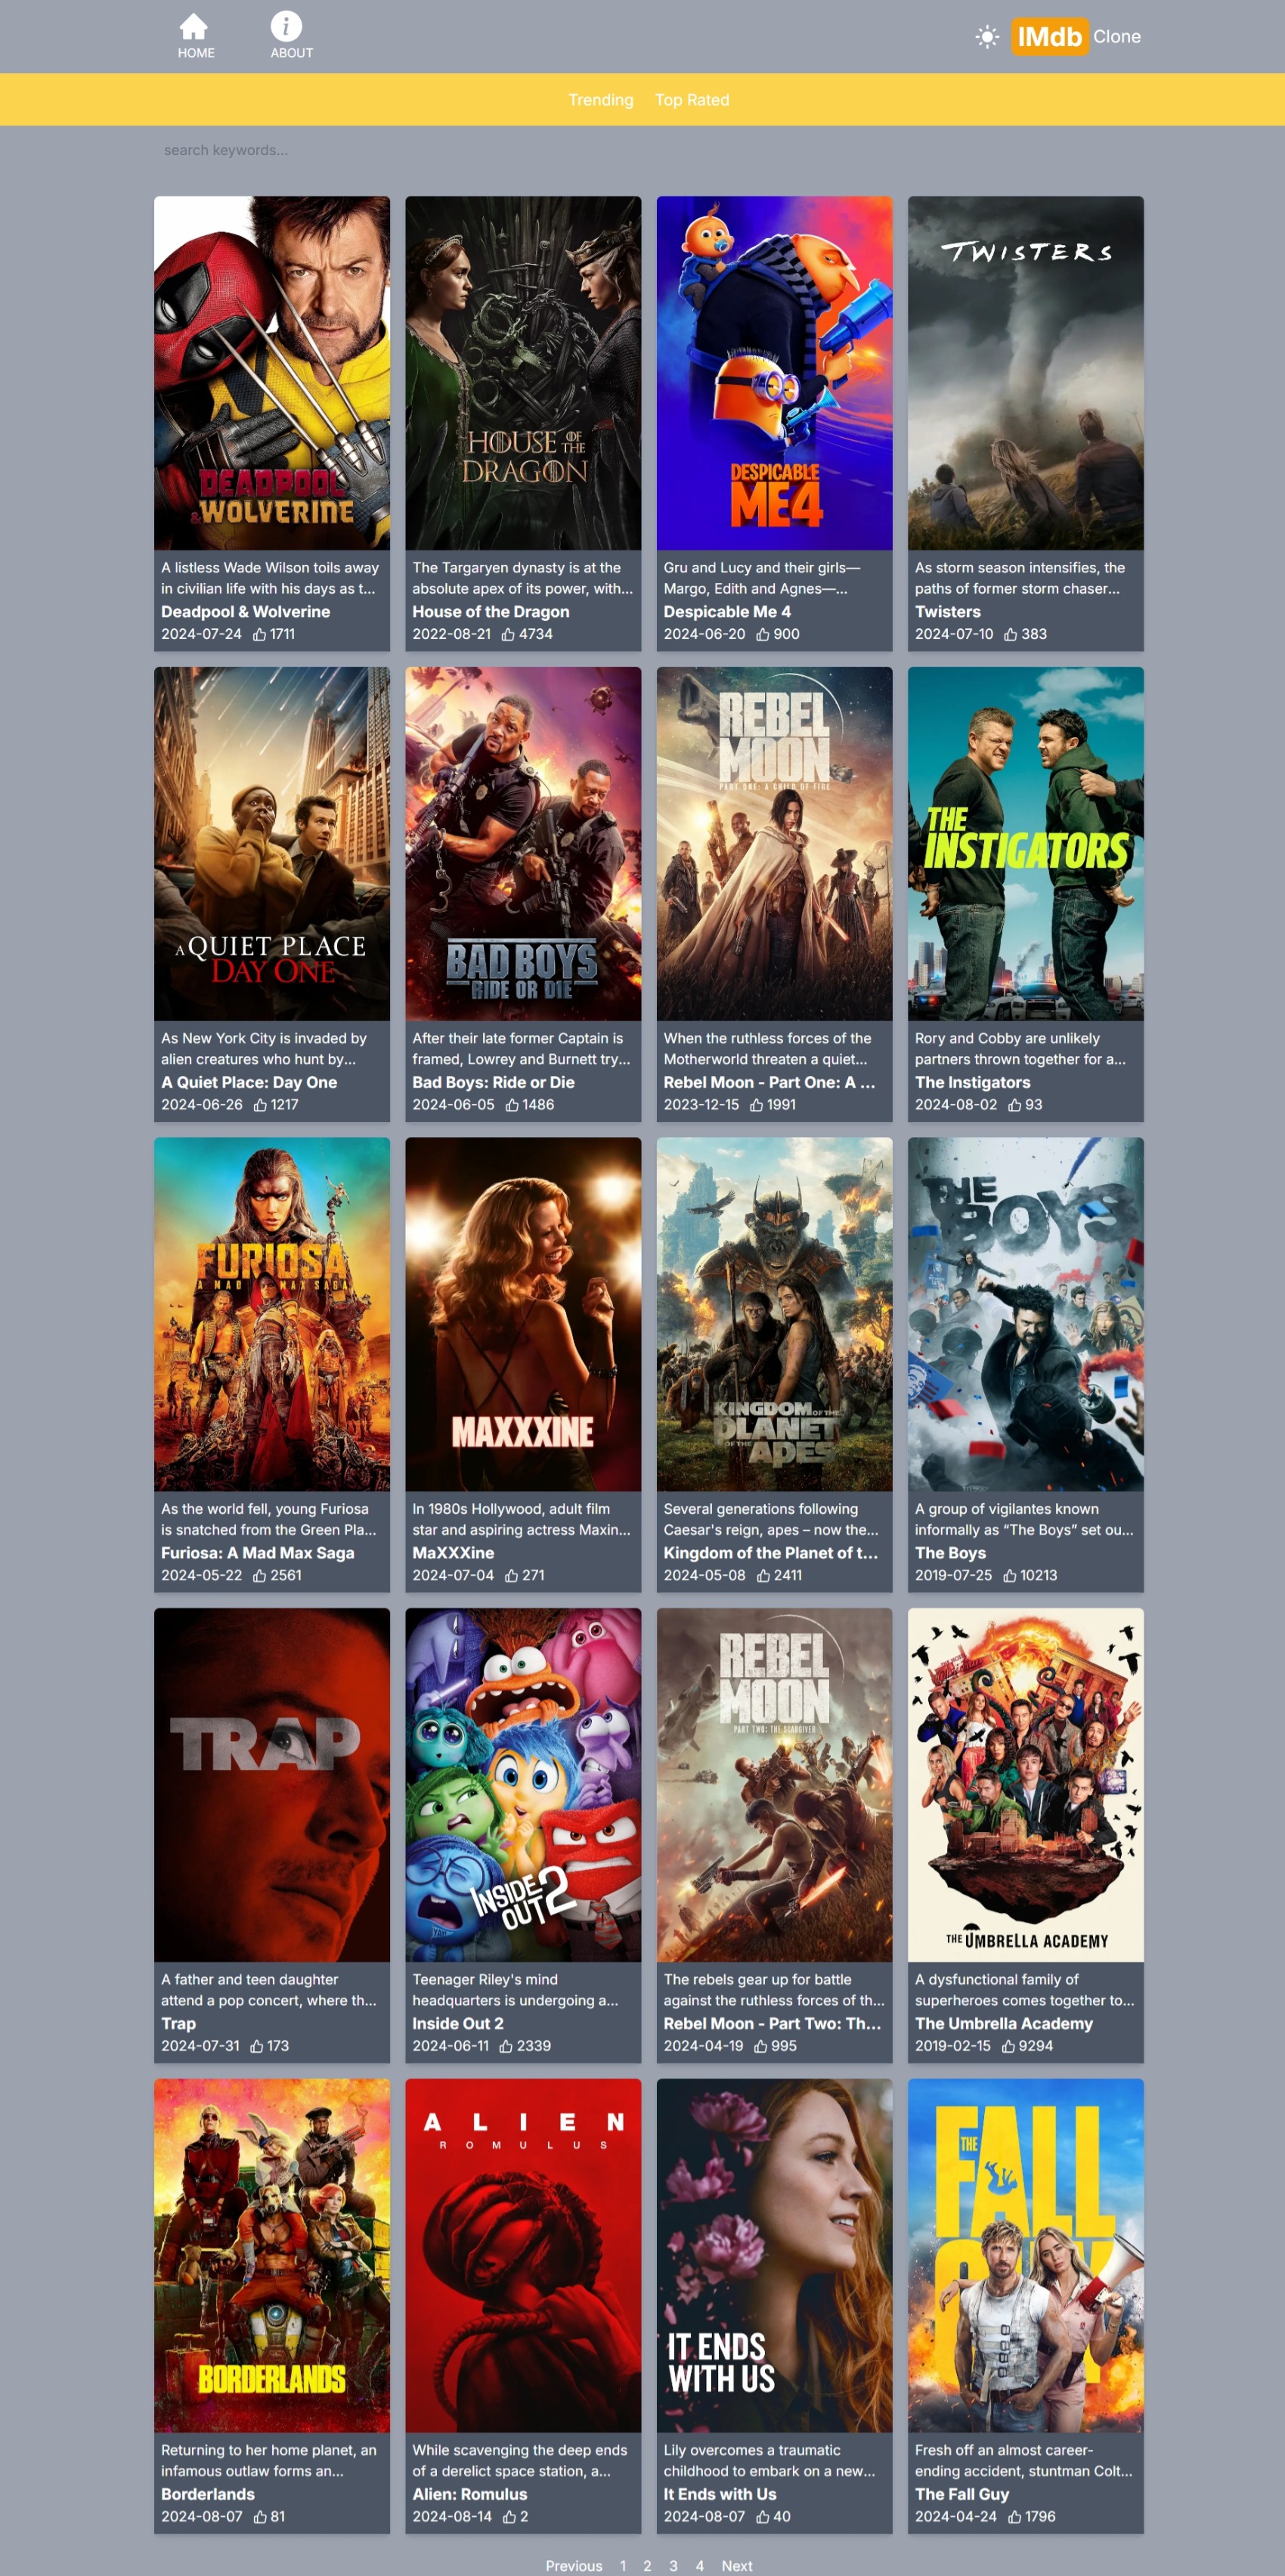 HOME
ABOUT
IMdb Clone
Trending Top Rated
search keywords...
DEADPOOL
& WOLVERINE
HOUSE OF THE
DRAGON
DESPICABLE
ME4
TWISTERS
A listless Wade Wilson toils away
in civilian life with his days as t...
Deadpool & Wolverine
2024-07-24 1711
The Targaryen dynasty is at the
absolute apex of its power, with...
House of the Dragon
2022-08-21 4734
Gru and Lucy and their girls—
Margo, Edith and Agnes—...
Despicable Me 4
2024-06-20 900
As storm season intensifies, the
paths of former storm chaser...
Twisters
2024-07-10 383
A QUIET PLACE
DAY ONE
BAD BOYS
RIDE OR DIE
REBEL
MOON
PART ONE: A CHILD OF FIRE
THE
INSTIGATORS
As New York City is invaded by
alien creatures who hunt by...
A Quiet Place: Day One
2024-06-26 1217
After their late former Captain is
framed, Lowrey and Burnett try...
Bad Boys: Ride or Die
2024-06-05 1486
When the ruthless forces of the
Motherworld threaten a quiet...
Rebel Moon - Part One: A ...
2023-12-15 1991
Rory and Cobby are unlikely
partners thrown together for a...
The Instigators
2024-08-02 93
FURIOSA
A MAD MAX SAGA
MAXXXINE
KINGDOM OF THE
PLANET
OF THE APES
THE
BOYS
As the world fell, young Furiosa
is snatched from the Green Pla...
Furiosa: A Mad Max Saga
2024-05-22 2561
In 1980s Hollywood, adult film
star and aspiring actress Maxin...
MaXXXine
2024-07-04 271
Several generations following
Caesar's reign, apes – now the...
Kingdom of the Planet of t...
2024-05-08 2411
A group of vigilantes known
informally as “The Boys” set ou...
The Boys
2019-07-25 10213
TRAP
INSIDE
OUT 2
REBEL
MOON
PART TWO: THE SCARGIVER
THE UMBRELLA ACADEMY
A father and teen daughter
attend a pop concert, where th...
Trap
2024-07-31 173
Teenager Riley's mind
headquarters is undergoing a...
Inside Out 2
2024-06-11 2339
The rebels gear up for battle
against the ruthless forces of th...
Rebel Moon - Part Two: Th...
2024-04-19 995
A dysfunctional family of
superheroes comes together to...
The Umbrella Academy
2019-02-15 9294
BORDERLANDS
ALIEN
ROMULUS
IT ENDS
WITH US
THE
FALL
GUY
Returning to her home planet, an
infamous outlaw forms an...
Borderlands
2024-08-07 81
While scavenging the deep ends
of a derelict space station, a...
Alien: Romulus
2024-08-14 2
Lily overcomes a traumatic
childhood to embark on a new...
It Ends with Us
2024-08-07 40
Fresh off an almost career-
ending accident, stuntman Colt...
The Fall Guy
2024-04-24 1796
Previous 1 2 3 4 Next